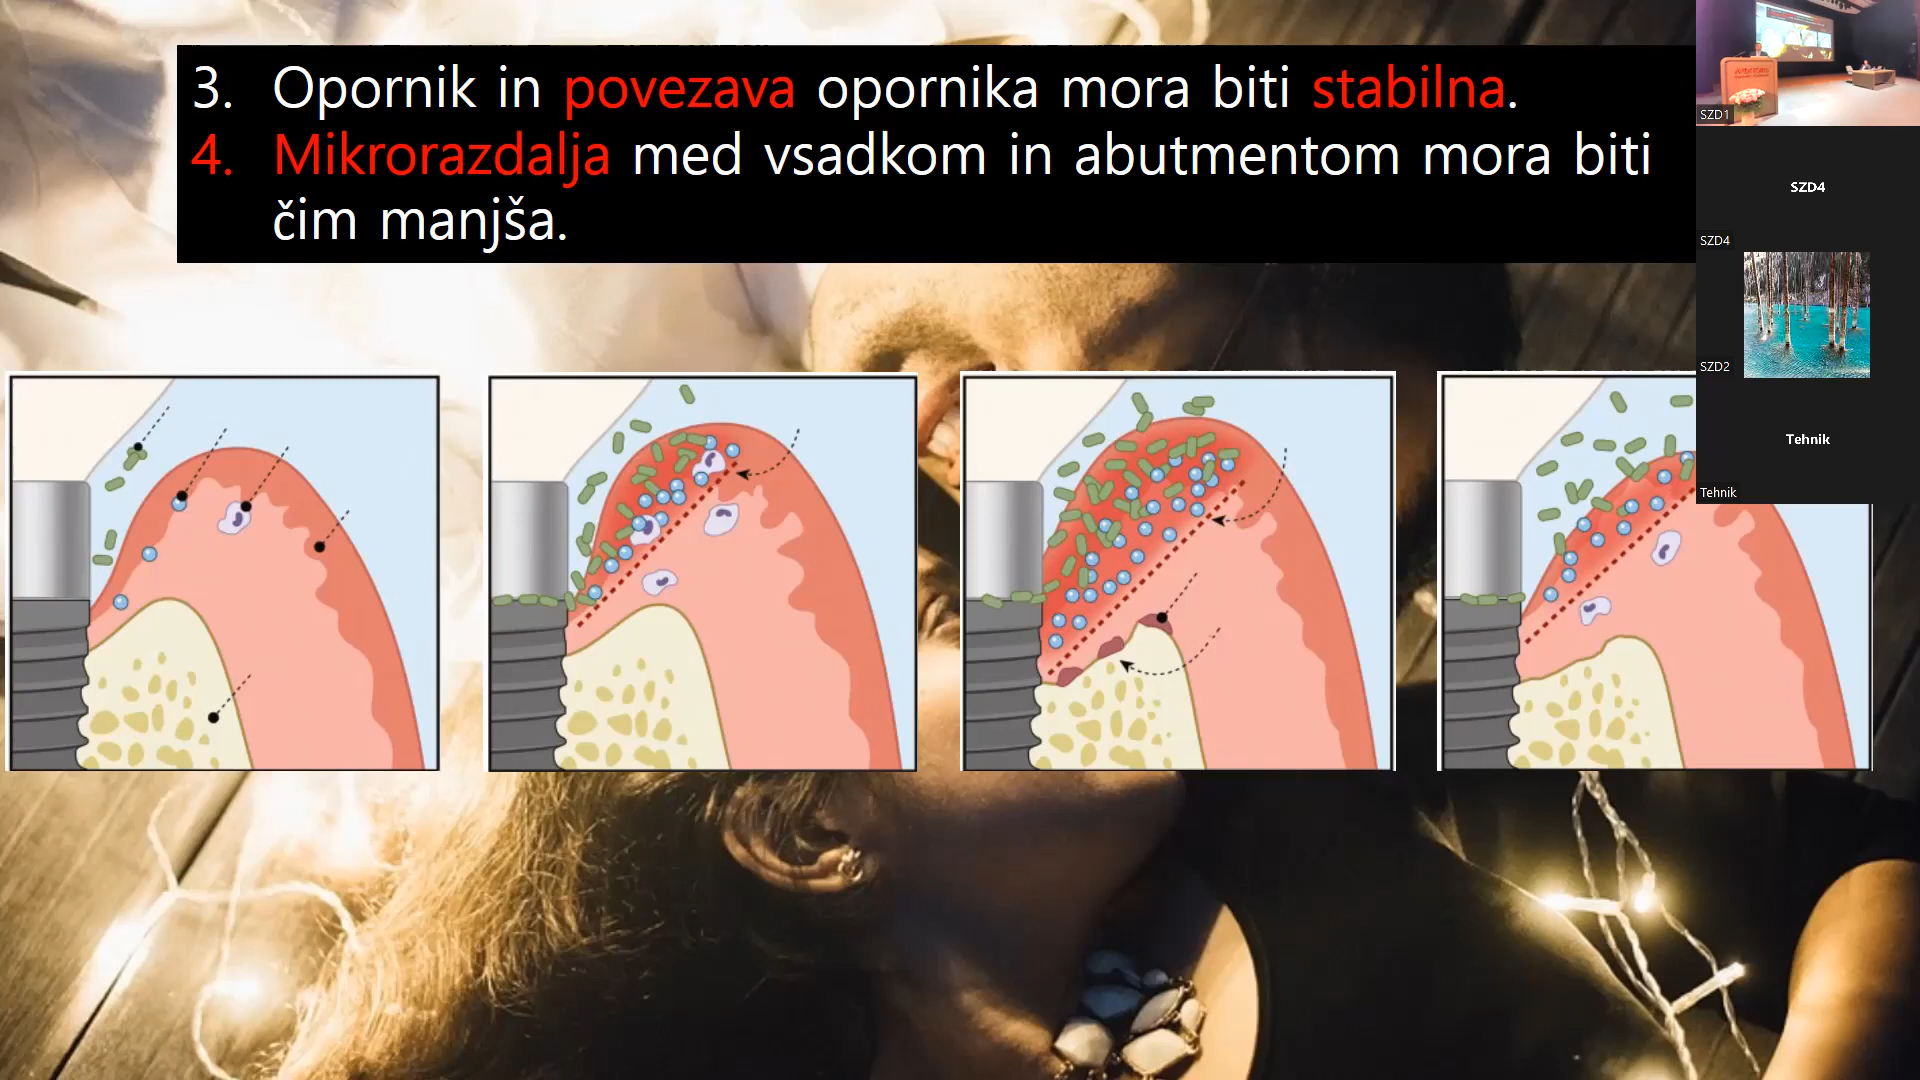 3. Opornik in povezava opornika mora biti stabilna.
4. Mikrorazdalja med vsadkom in abutmentom mora biti
čim manjša.
SZD1
SZD4
SZD4
SZD2
Tehnik
Tehnik